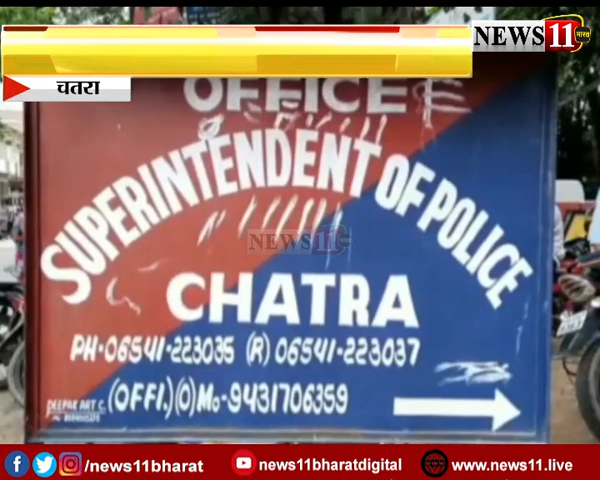 NEWS11
भारत
चतरा
OFFICE
SUPERINTENDENT OF POLICE
NEWS11
CHATRA
PH-06541-223035 (R) 06541-223037
(OFFI.)(O)Mo-9431706359
DEEPAK ART C.
/news11bharat
news11bharatdigital
www.news11.live